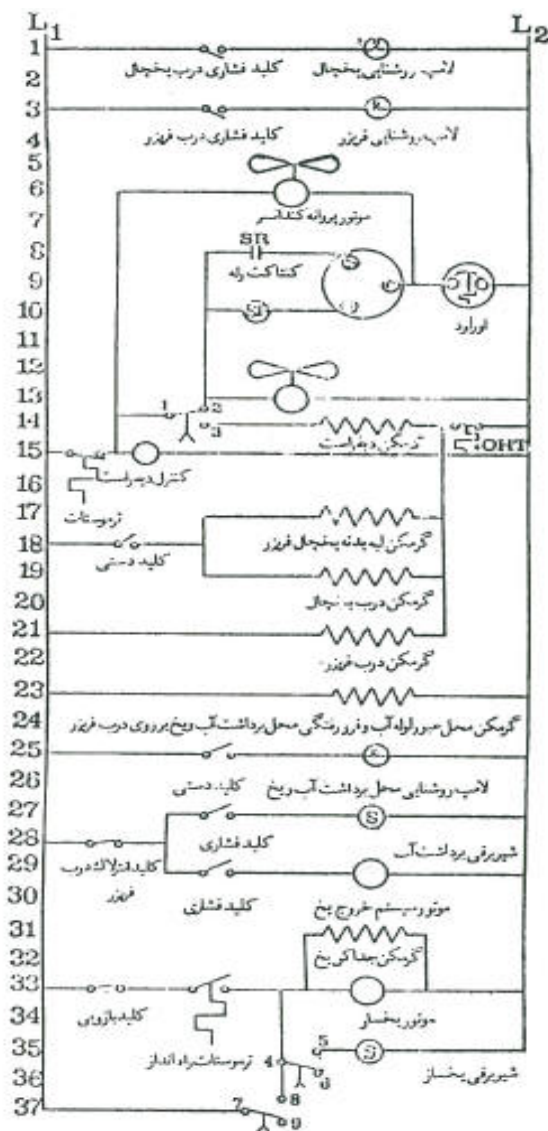 L1 L2
1
لامپ روشنایی یخچال کلید فشاری درب یخچال
2
3
لامپ روشنایی فریزر کلید فشاری درب فریزر
4
5
6
موتور پروانه کندانسر
7
8 SR S
کنتاکت رله
9 C
10
اورلود
11
12
13
1 2
14 3
گرمکن دیفراست OHT
15
کنترل دیفراست
16
ترموستات
17
گرمکن لبه بدنه یخچال فریزر
18
کلید دستی
19
گرمکن درب یخچال
20
21
گرمکن درب فریزر
22
23
24
گرمکن محل عبور لوله آب و فرورفتگی محل برداشت آب و یخ بر روی درب فریزر
25
لامپ روشنایی محل برداشت آب و یخ کلید دستی
26
27 S
کلید فشاری
28
شیر برقی برداشت آب
کلید انترلاک درب
فریزر
29
30
موتور سیستم خروج یخ کلید فشاری
31
گرمکن جداکن یخ
32
33
موتور یخساز کلید بازویی
34
ترموستات راه انداز
35 4 5 S
شیر برقی یخساز
36 6
8
37 7 9